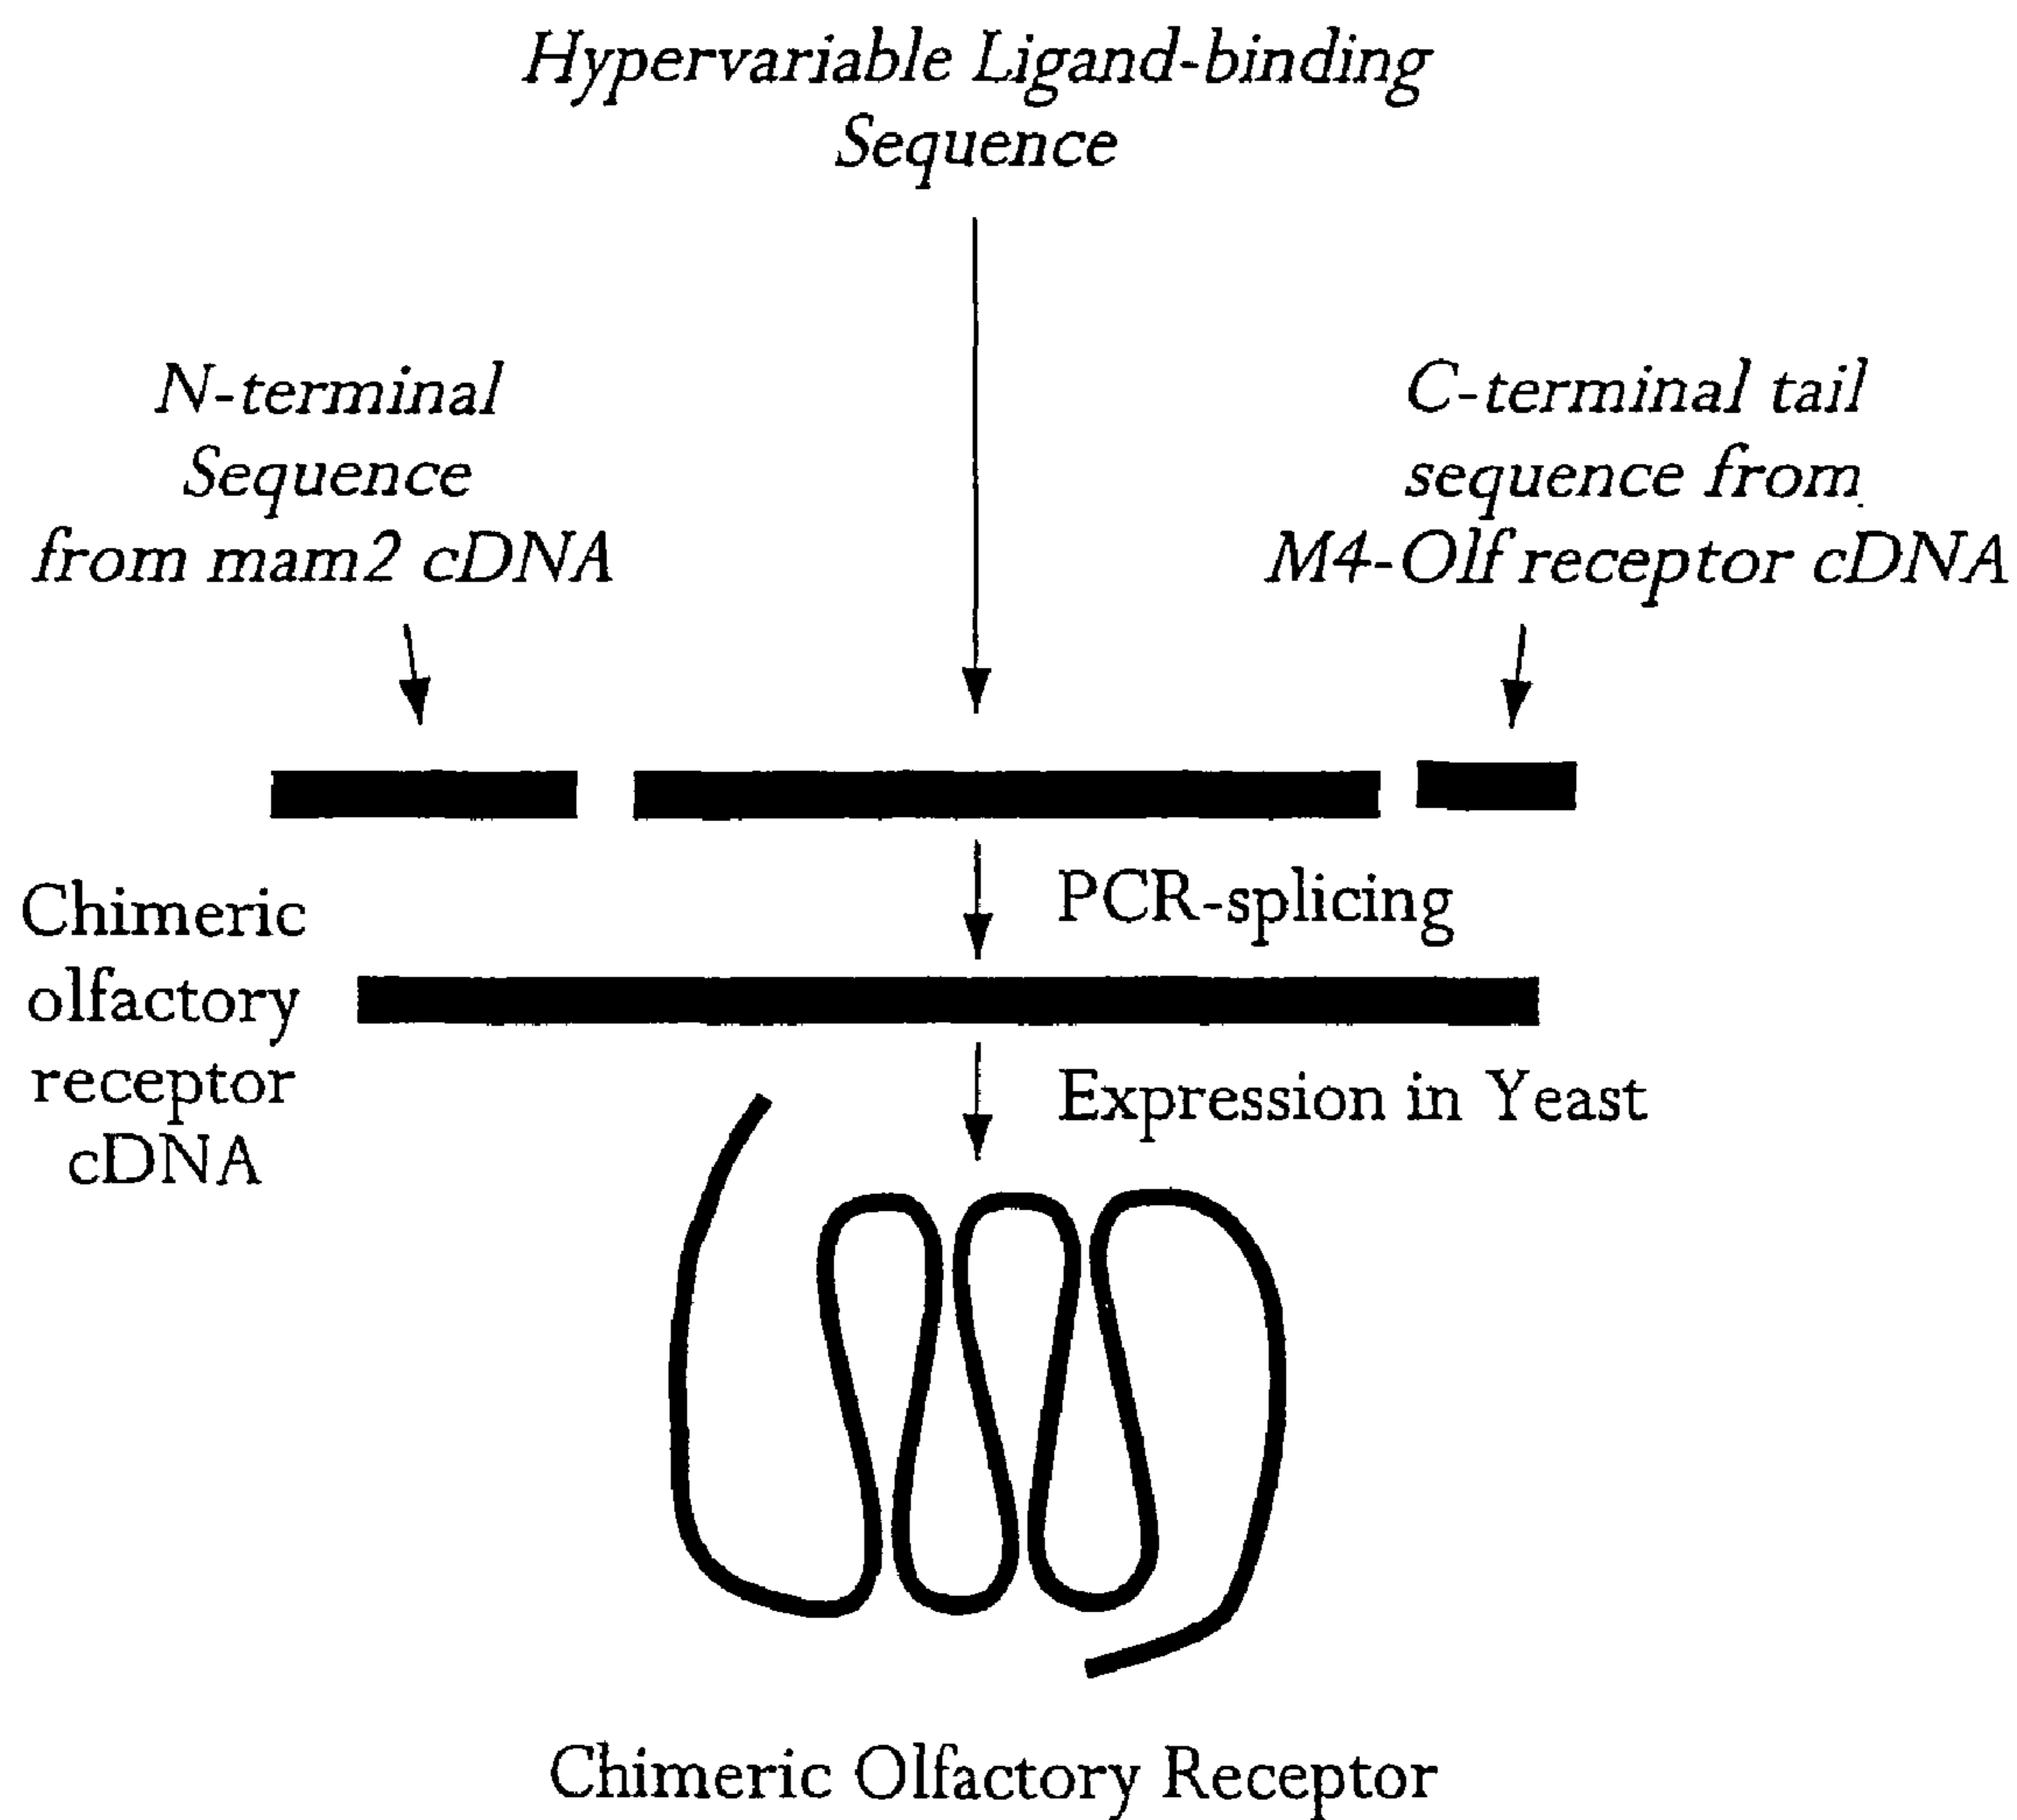 Hypervariable Ligand-binding
Sequence
N-terminal
Sequence
from mam2 cDNA
C-terminal tail
sequence from
M4-Olf receptor cDNA
PCR-splicing
Chimeric
olfactory
receptor
cDNA
Expression in Yeast
Chimeric Olfactory Receptor